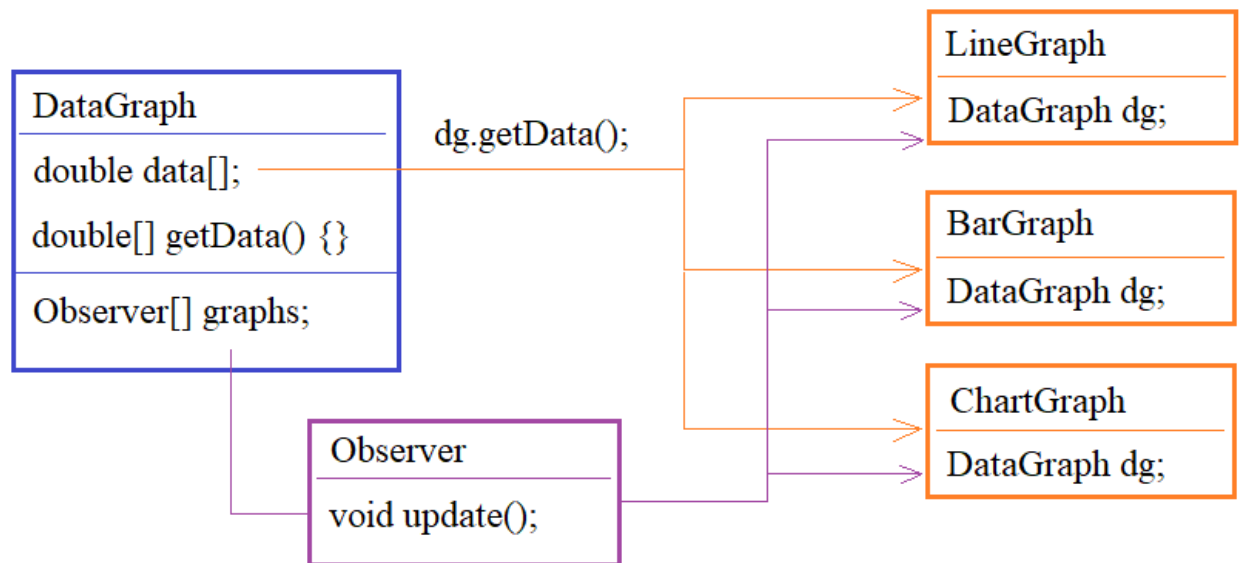 DataGraph
double data[];
double[] getData() {}
Observer[] graphs;
dg.getData();
Observer
void update();
LineGraph
DataGraph dg;
BarGraph
DataGraph dg;
ChartGraph
DataGraph dg;